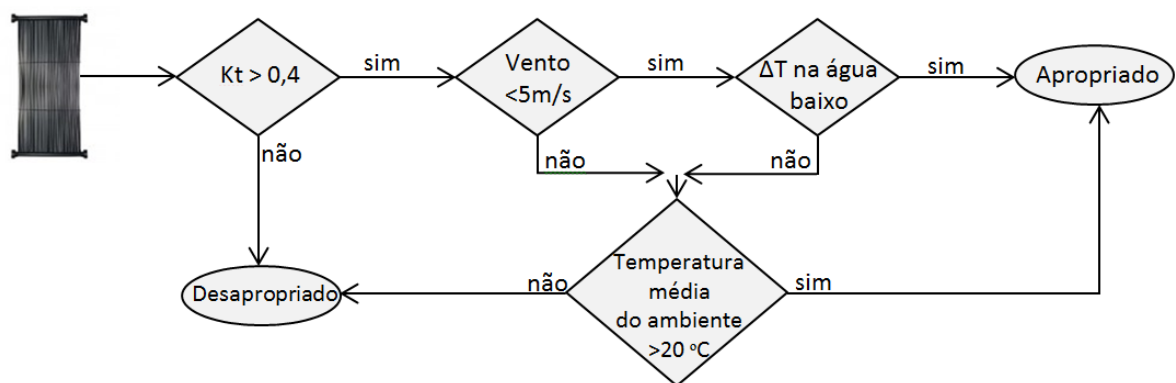 Kt > 0,4
sim
Vento
<5m/s
sim
ΔT na água
baixo
sim
Apropriado
não
não
não
Temperatura
média
do ambiente
>20 ºC
não
sim
Desapropriado